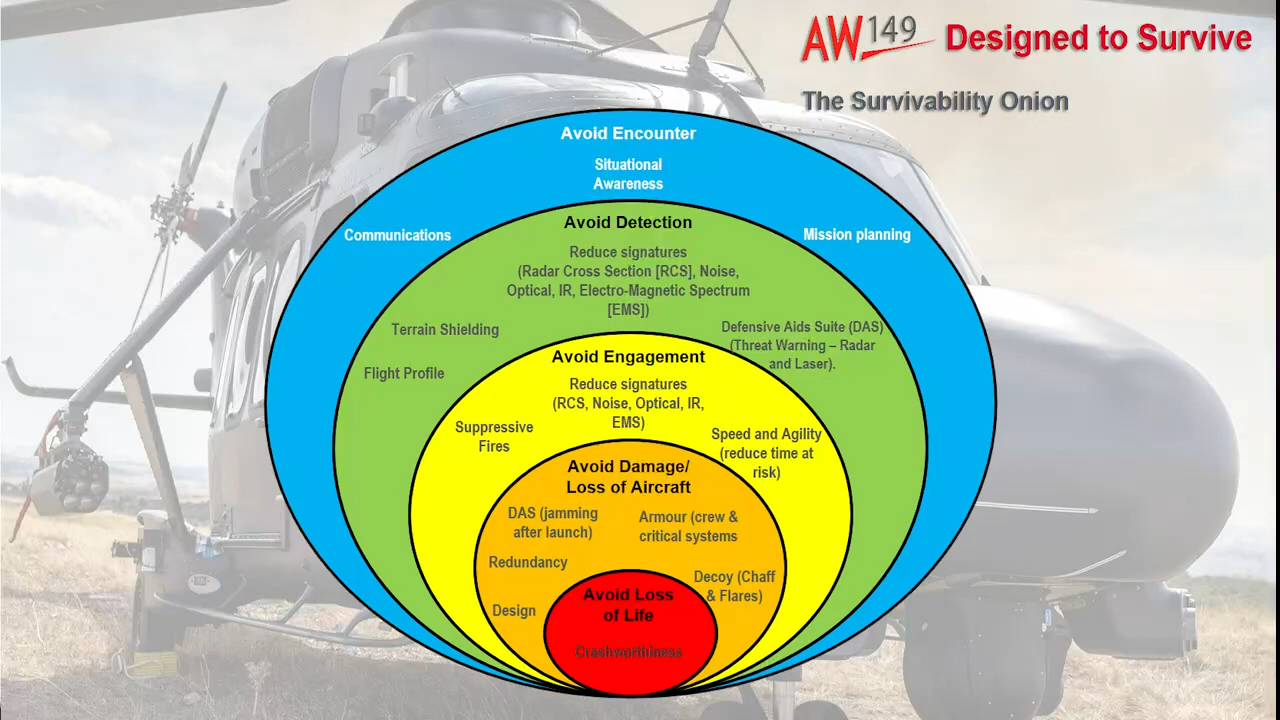 AW149 Designed to Survive
The Survivability Onion
Avoid Encounter
Situational
Awareness
Communications
Mission planning
Avoid Detection
Reduce signatures
(Radar Cross Section [RCS], Noise,
Optical, IR, Electro-Magnetic Spectrum
[EMS])
Terrain Shielding
Flight Profile
Defensive Aids Suite (DAS)
(Threat Warning – Radar
and Laser).
Avoid Engagement
Reduce signatures
(RCS, Noise, Optical, IR,
EMS)
Suppressive
Fires
Speed and Agility
(reduce time at
risk)
Avoid Damage/
Loss of Aircraft
DAS (jamming
after launch)
Armour (crew &
critical systems
Redundancy
Decoy (Chaff
& Flares)
Design
Avoid Loss
of Life
Crashworthiness